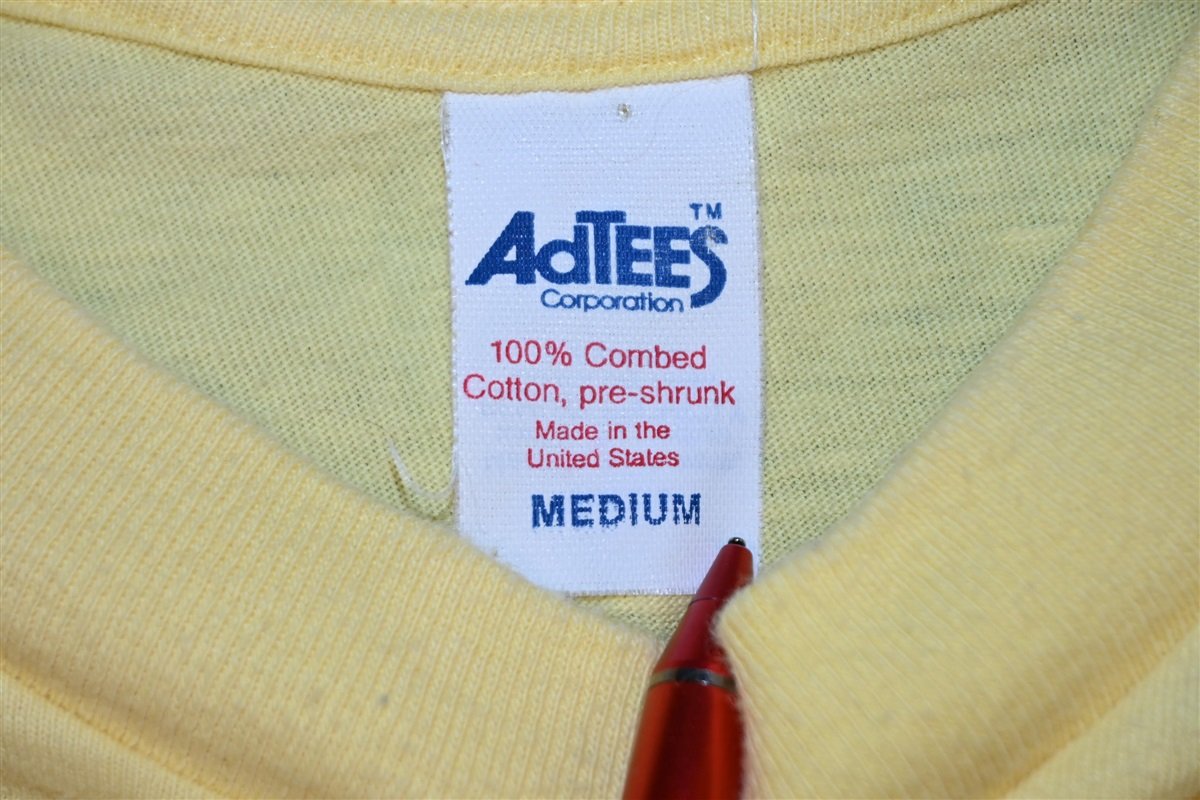 AdTEES™
Corporation
100% Combed
Cotton, pre-shrunk
Made in the
United States
MEDIUM